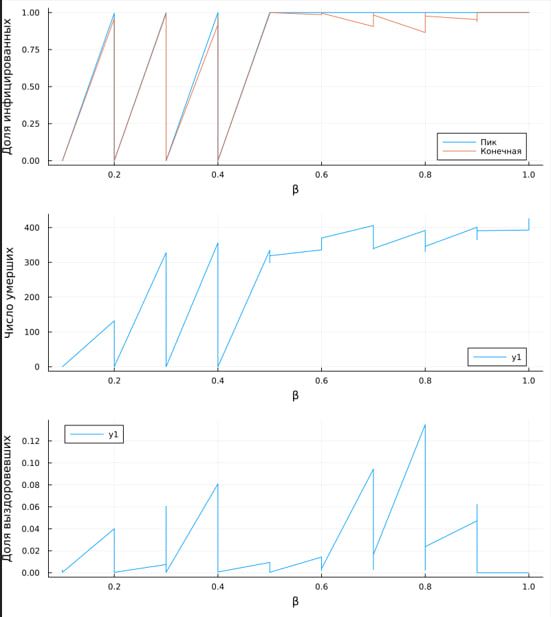 Доля инфицированных
1.00
0.75
0.50
0.25
0.00
Пик
Конечная
0.2 0.4 0.6 0.8 1.0
β
Число умерших
400
300
200
100
0
y1
0.2 0.4 0.6 0.8 1.0
β
Доля выздоровевших
y1
0.12
0.10
0.08
0.06
0.04
0.02
0.00
0.2 0.4 0.6 0.8 1.0
β